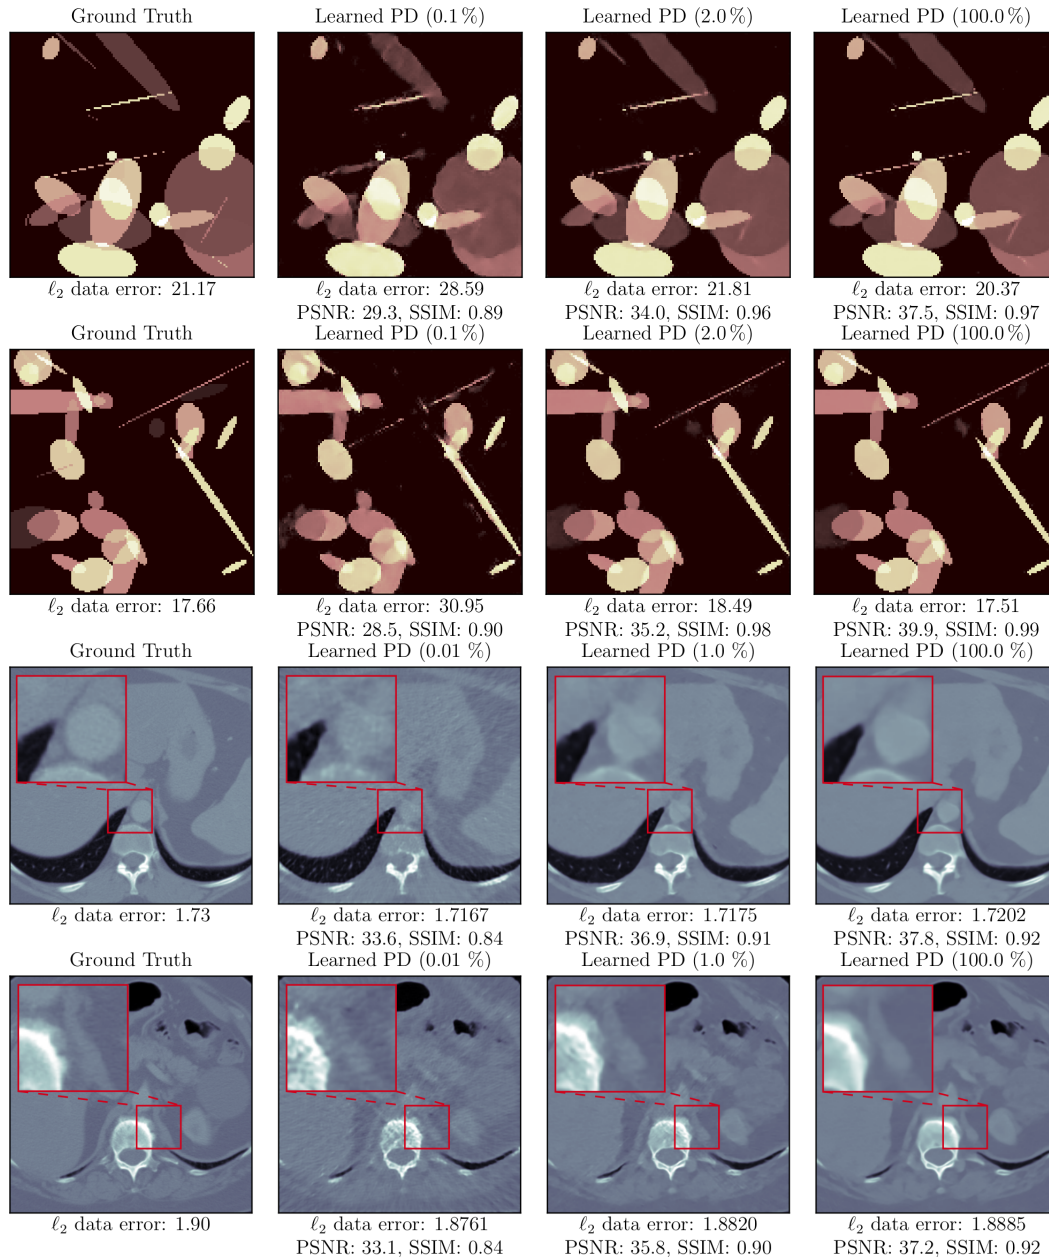 Ground Truth Learned PD (0.1 %) Learned PD (2.0 %) Learned PD (100.0 %)
ℓ₂ data error: 21.17 ℓ₂ data error: 28.59 ℓ₂ data error: 21.81 ℓ₂ data error: 20.37
PSNR: 29.3, SSIM: 0.89 PSNR: 34.0, SSIM: 0.96 PSNR: 37.5, SSIM: 0.97
Ground Truth Learned PD (0.1 %) Learned PD (2.0 %) Learned PD (100.0 %)
ℓ₂ data error: 17.66 ℓ₂ data error: 30.95 ℓ₂ data error: 18.49 ℓ₂ data error: 17.51
PSNR: 28.5, SSIM: 0.90 PSNR: 35.2, SSIM: 0.98 PSNR: 39.9, SSIM: 0.99
Ground Truth Learned PD (0.01 %) Learned PD (1.0 %) Learned PD (100.0 %)
ℓ₂ data error: 1.73 ℓ₂ data error: 1.7167 ℓ₂ data error: 1.7175 ℓ₂ data error: 1.7202
PSNR: 33.6, SSIM: 0.84 PSNR: 36.9, SSIM: 0.91 PSNR: 37.8, SSIM: 0.92
Ground Truth Learned PD (0.01 %) Learned PD (1.0 %) Learned PD (100.0 %)
ℓ₂ data error: 1.90 ℓ₂ data error: 1.8761 ℓ₂ data error: 1.8820 ℓ₂ data error: 1.8885
PSNR: 33.1, SSIM: 0.84 PSNR: 35.8, SSIM: 0.90 PSNR: 37.2, SSIM: 0.92